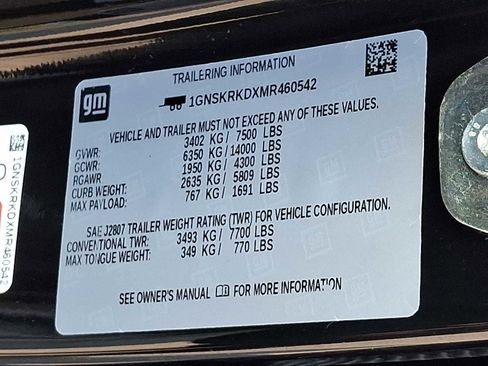 TRAILERING INFORMATION
gm
1GNSKRKDXMR460542
VEHICLE AND TRAILER MUST NOT EXCEED ANY OF THESE VALUES.
GVWR: 3402 KG/ 7500 LBS
GCWR: 6350 KG/14000 LBS
RGAWR 1950 KG/ 4300 LBS
CURB WEIGHT: 2635 KG/ 5809 LBS
MAX PAYLOAD: 767 KG/ 1691 LBS
SAE J2807 TRAILER WEIGHT RATING (TWR) FOR VEHICLE CONFIGURATION.
CONVENTIONAL TWR: 3493 KG/ 7700 LBS
MAX TONGUE WEIGHT: 349 KG/ 770 LBS
SEE OWNER'S MANUAL FOR MORE INFORMATION
1GNSKRKDXMR460542